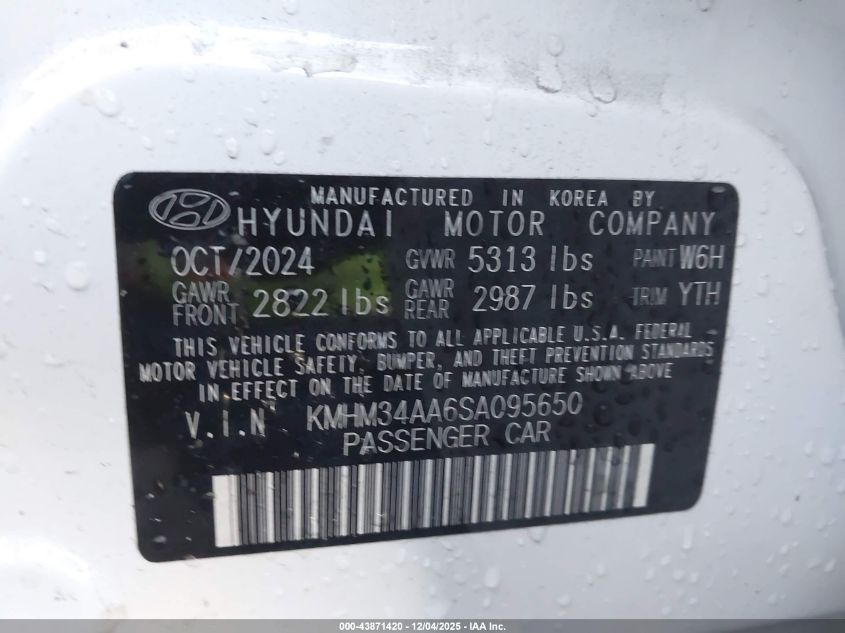 MANUFACTURED IN KOREA BY
HYUNDAI MOTOR COMPANY
OCT/2024 GVWR 5313 lbs PAINT W6H
GAWR FRONT 2822 lbs GAWR REAR 2987 lbs TRIM YTH
THIS VEHICLE CONFORMS TO ALL APPLICABLE U.S.A. FEDERAL
MOTOR VEHICLE SAFETY, BUMPER, AND THEFT PREVENTION STANDARDS
IN EFFECT ON THE DATE OF MANUFACTURE SHOWN ABOVE
V.I.N KMHM34AA6SA095650
PASSENGER CAR
000-43871420 - 12/04/2025 - IAA Inc.